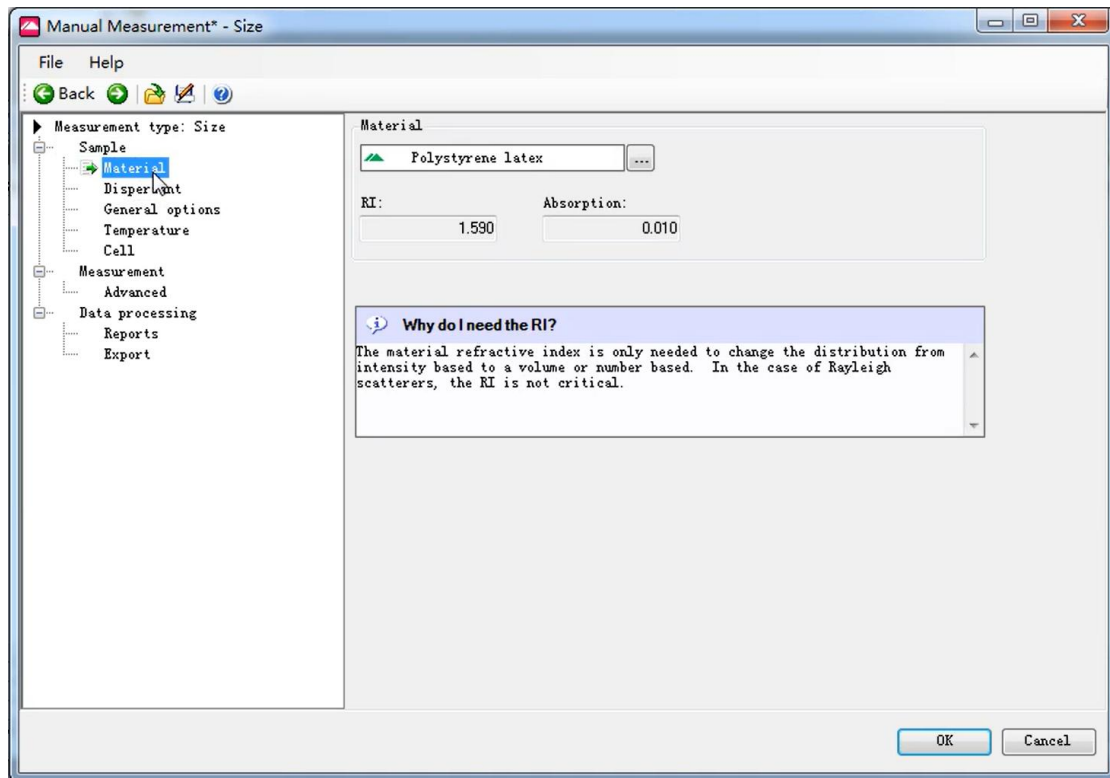 Manual Measurement* - Size
File Help
Back
Measurement type: Size
Sample
Material
Dispersant
General options
Temperature
Cell
Measurement
Advanced
Data processing
Reports
Export
Material
Polystyrene latex
...
RI: Absorption:
1.590 0.010
Why do I need the RI?
The material refractive index is only needed to change the distribution from
intensity based to a volume or number based. In the case of Rayleigh
scatterers, the RI is not critical.
OK Cancel